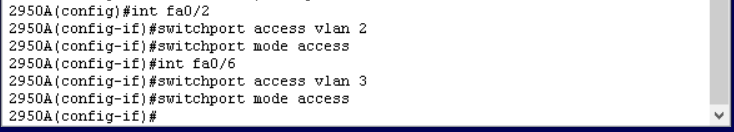 2950A(config)#int fa0/2
2950A(config-if)#switchport access vlan 2
2950A(config-if)#switchport mode access
2950A(config-if)#int fa0/6
2950A(config-if)#switchport access vlan 3
2950A(config-if)#switchport mode access
2950A(config-if)#